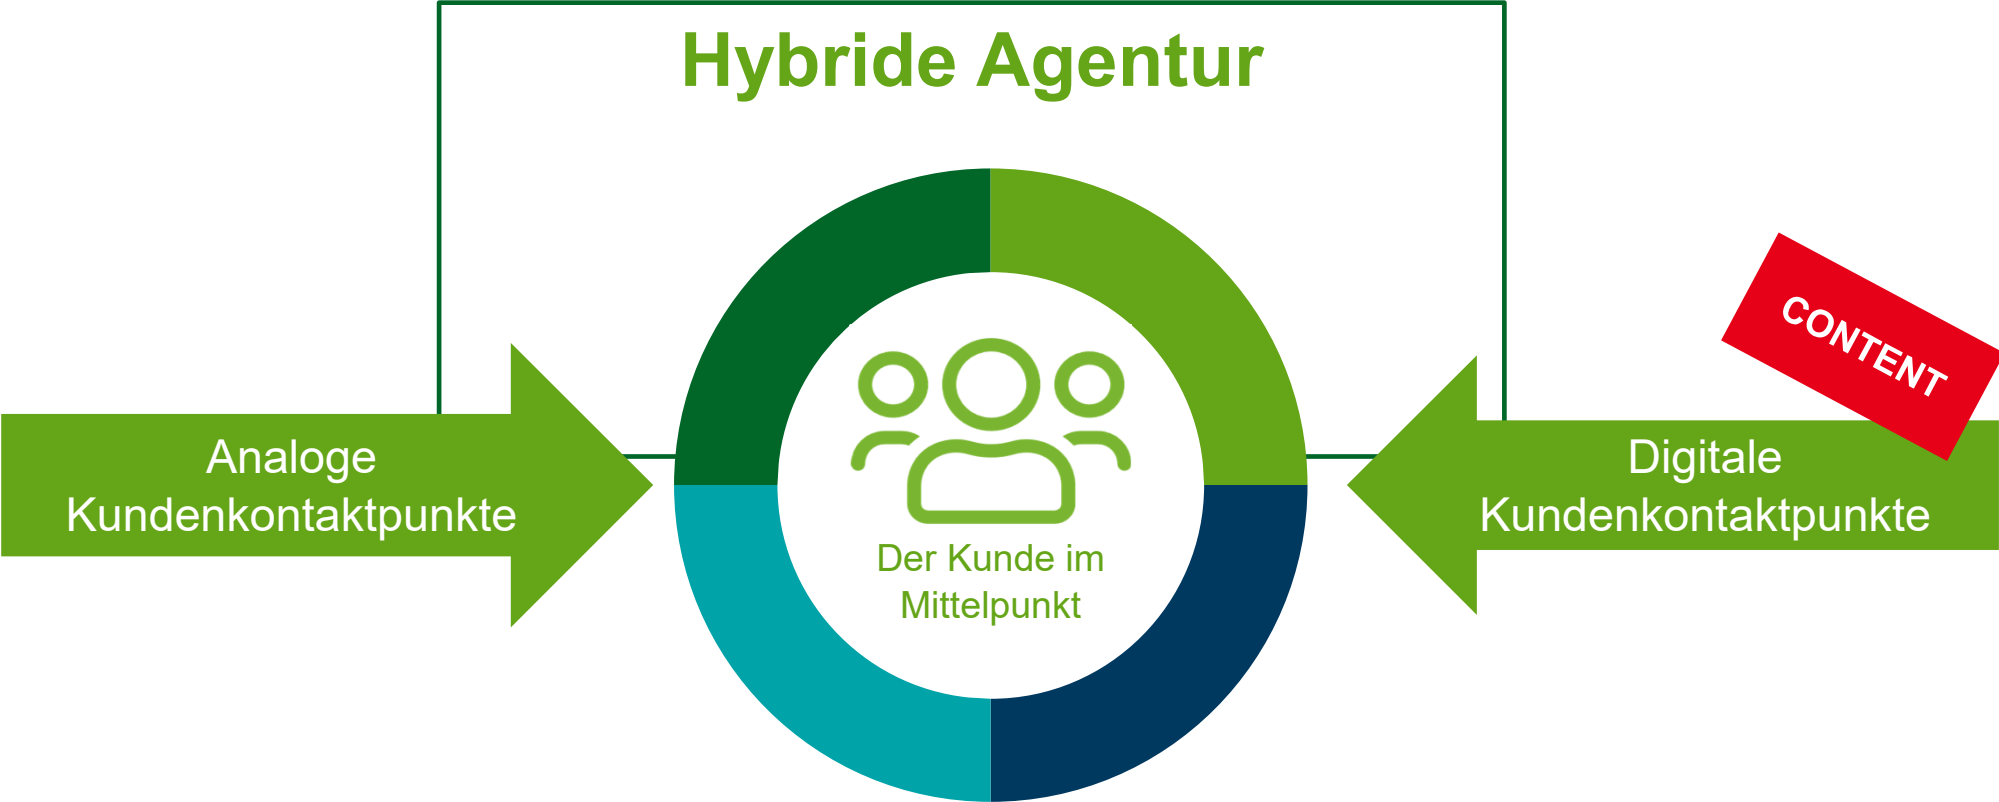 Hybride Agentur
Analoge
Kundenkontaktpunkte
Der Kunde im
Mittelpunkt
CONTENT
Digitale
Kundenkontaktpunkte